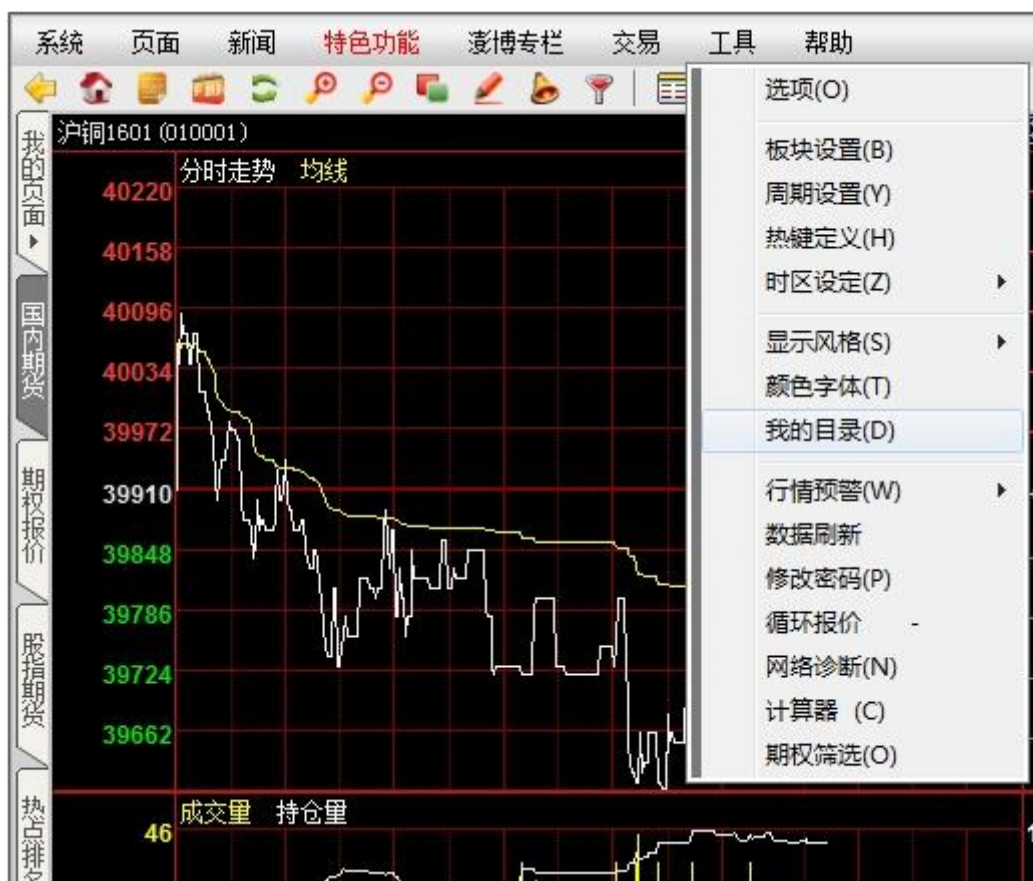 系统 页面 新闻 特色功能 澎博专栏 交易 工具 帮助
我的页面
国内期货
期权报价
股指期货
热点排名
沪铜1601 (010001)
分时走势 均线
40220
40158
40096
40034
39972
39910
39848
39786
39724
39662
成交量 持仓量
46
选项(O)
板块设置(B)
周期设置(Y)
热键定义(H)
时区设定(Z)
显示风格(S)
颜色字体(T)
我的目录(D)
行情预警(W)
数据刷新
修改密码(P)
循环报价 -
网络诊断(N)
计算器 (C)
期权筛选(O)